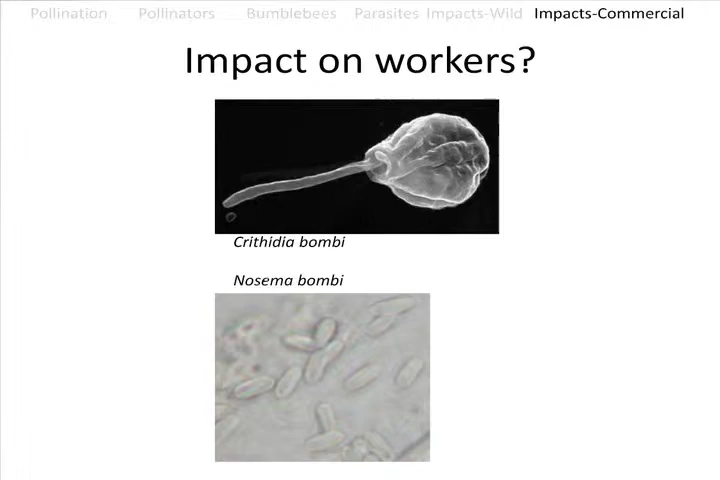 Pollination Pollinators Bumblebees Parasites Impacts-Wild Impacts-Commercial
Impact on workers?
Crithidia bombi
Nosema bombi